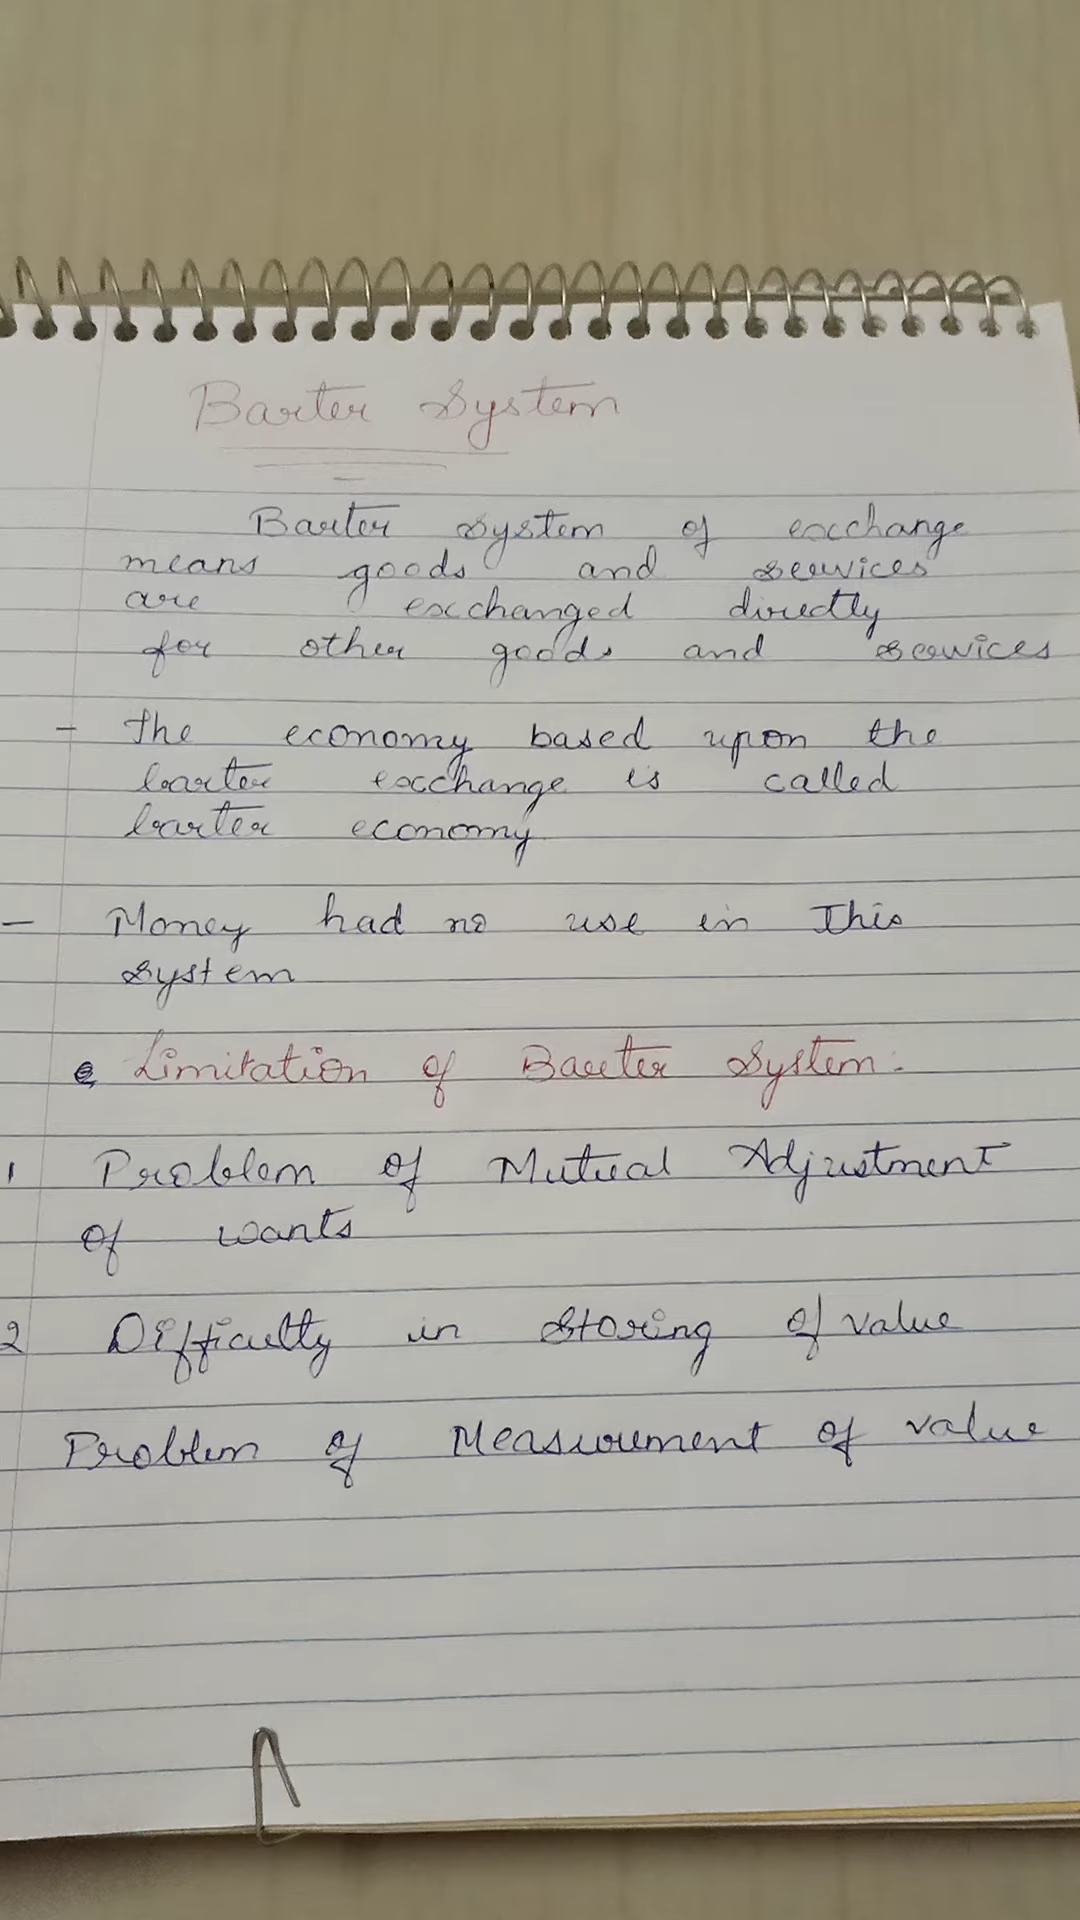 Barter System
Barter System of exchange
means goods and services
are exchanged directly
for other goods and services
- the economy based upon the
barter exchange is called
barter economy
- Money had no use in This
System
Limitation of Barter System:
1 Problem of Mutual Adjustment
of wants
2 Difficulty in Storing of value
Problem of Measurement of value